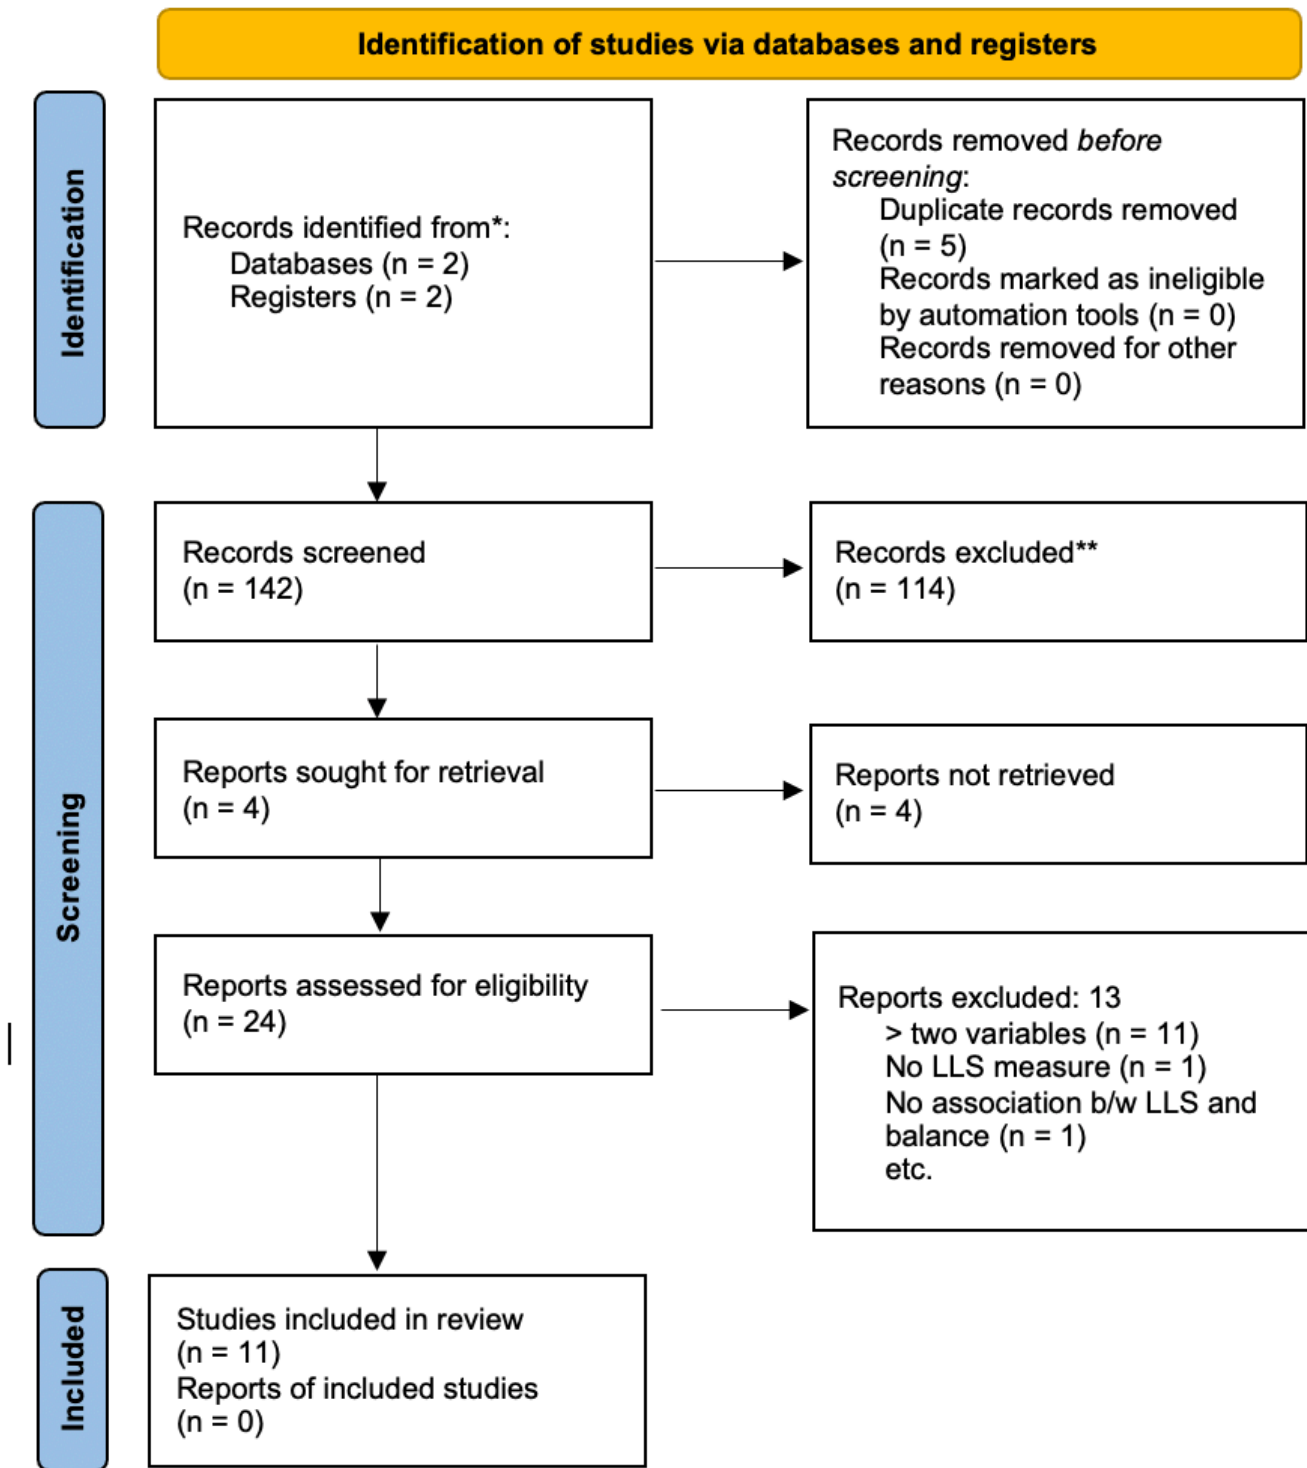 Identification of studies via databases and registers
Identification
Records identified from*:
Databases (n = 2)
Registers (n = 2)
Records removed before
screening:
Duplicate records removed
(n = 5)
Records marked as ineligible
by automation tools (n = 0)
Records removed for other
reasons (n = 0)
Screening
Records screened
(n = 142)
Records excluded**
(n = 114)
Reports sought for retrieval
(n = 4)
Reports not retrieved
(n = 4)
Reports assessed for eligibility
(n = 24)
Reports excluded: 13
> two variables (n = 11)
No LLS measure (n = 1)
No association b/w LLS and
balance (n = 1)
etc.
Included
Studies included in review
(n = 11)
Reports of included studies
(n = 0)